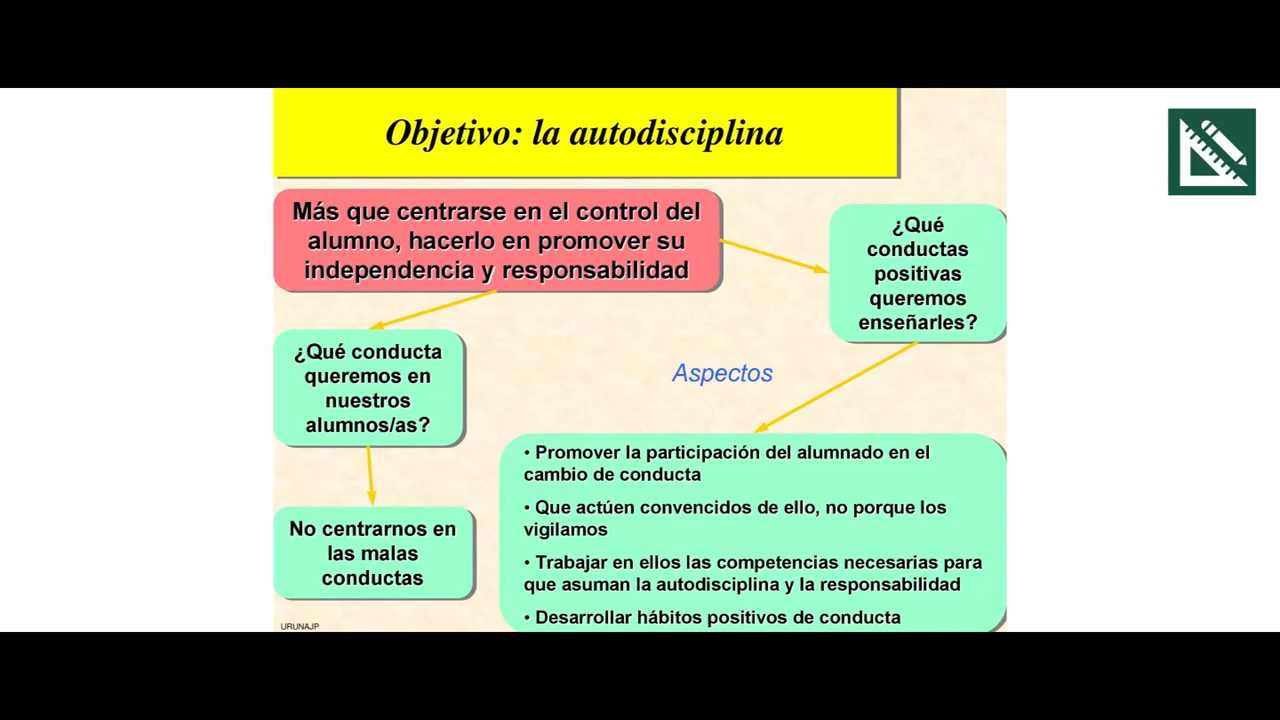 Objetivo: la autodisciplina
Más que centrarse en el control del
alumno, hacerlo en promover su
independencia y responsabilidad
¿Qué
conductas
positivas
queremos
enseñarles?
¿Qué conducta
queremos en
nuestros
alumnos/as?
Aspectos
No centrarnos en
las malas
conductas
• Promover la participación del alumnado en el
cambio de conducta
• Que actúen convencidos de ello, no porque los
vigilamos
• Trabajar en ellos las competencias necesarias para
que asuman la autodisciplina y la responsabilidad
• Desarrollar hábitos positivos de conducta
URUNAJP